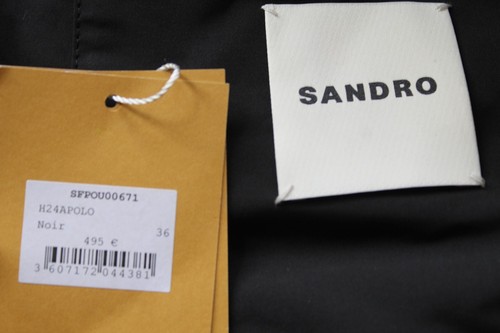 SANDRO
SFPOU00671
H24APOLO
Noir 36
495 €
3 607172 044381